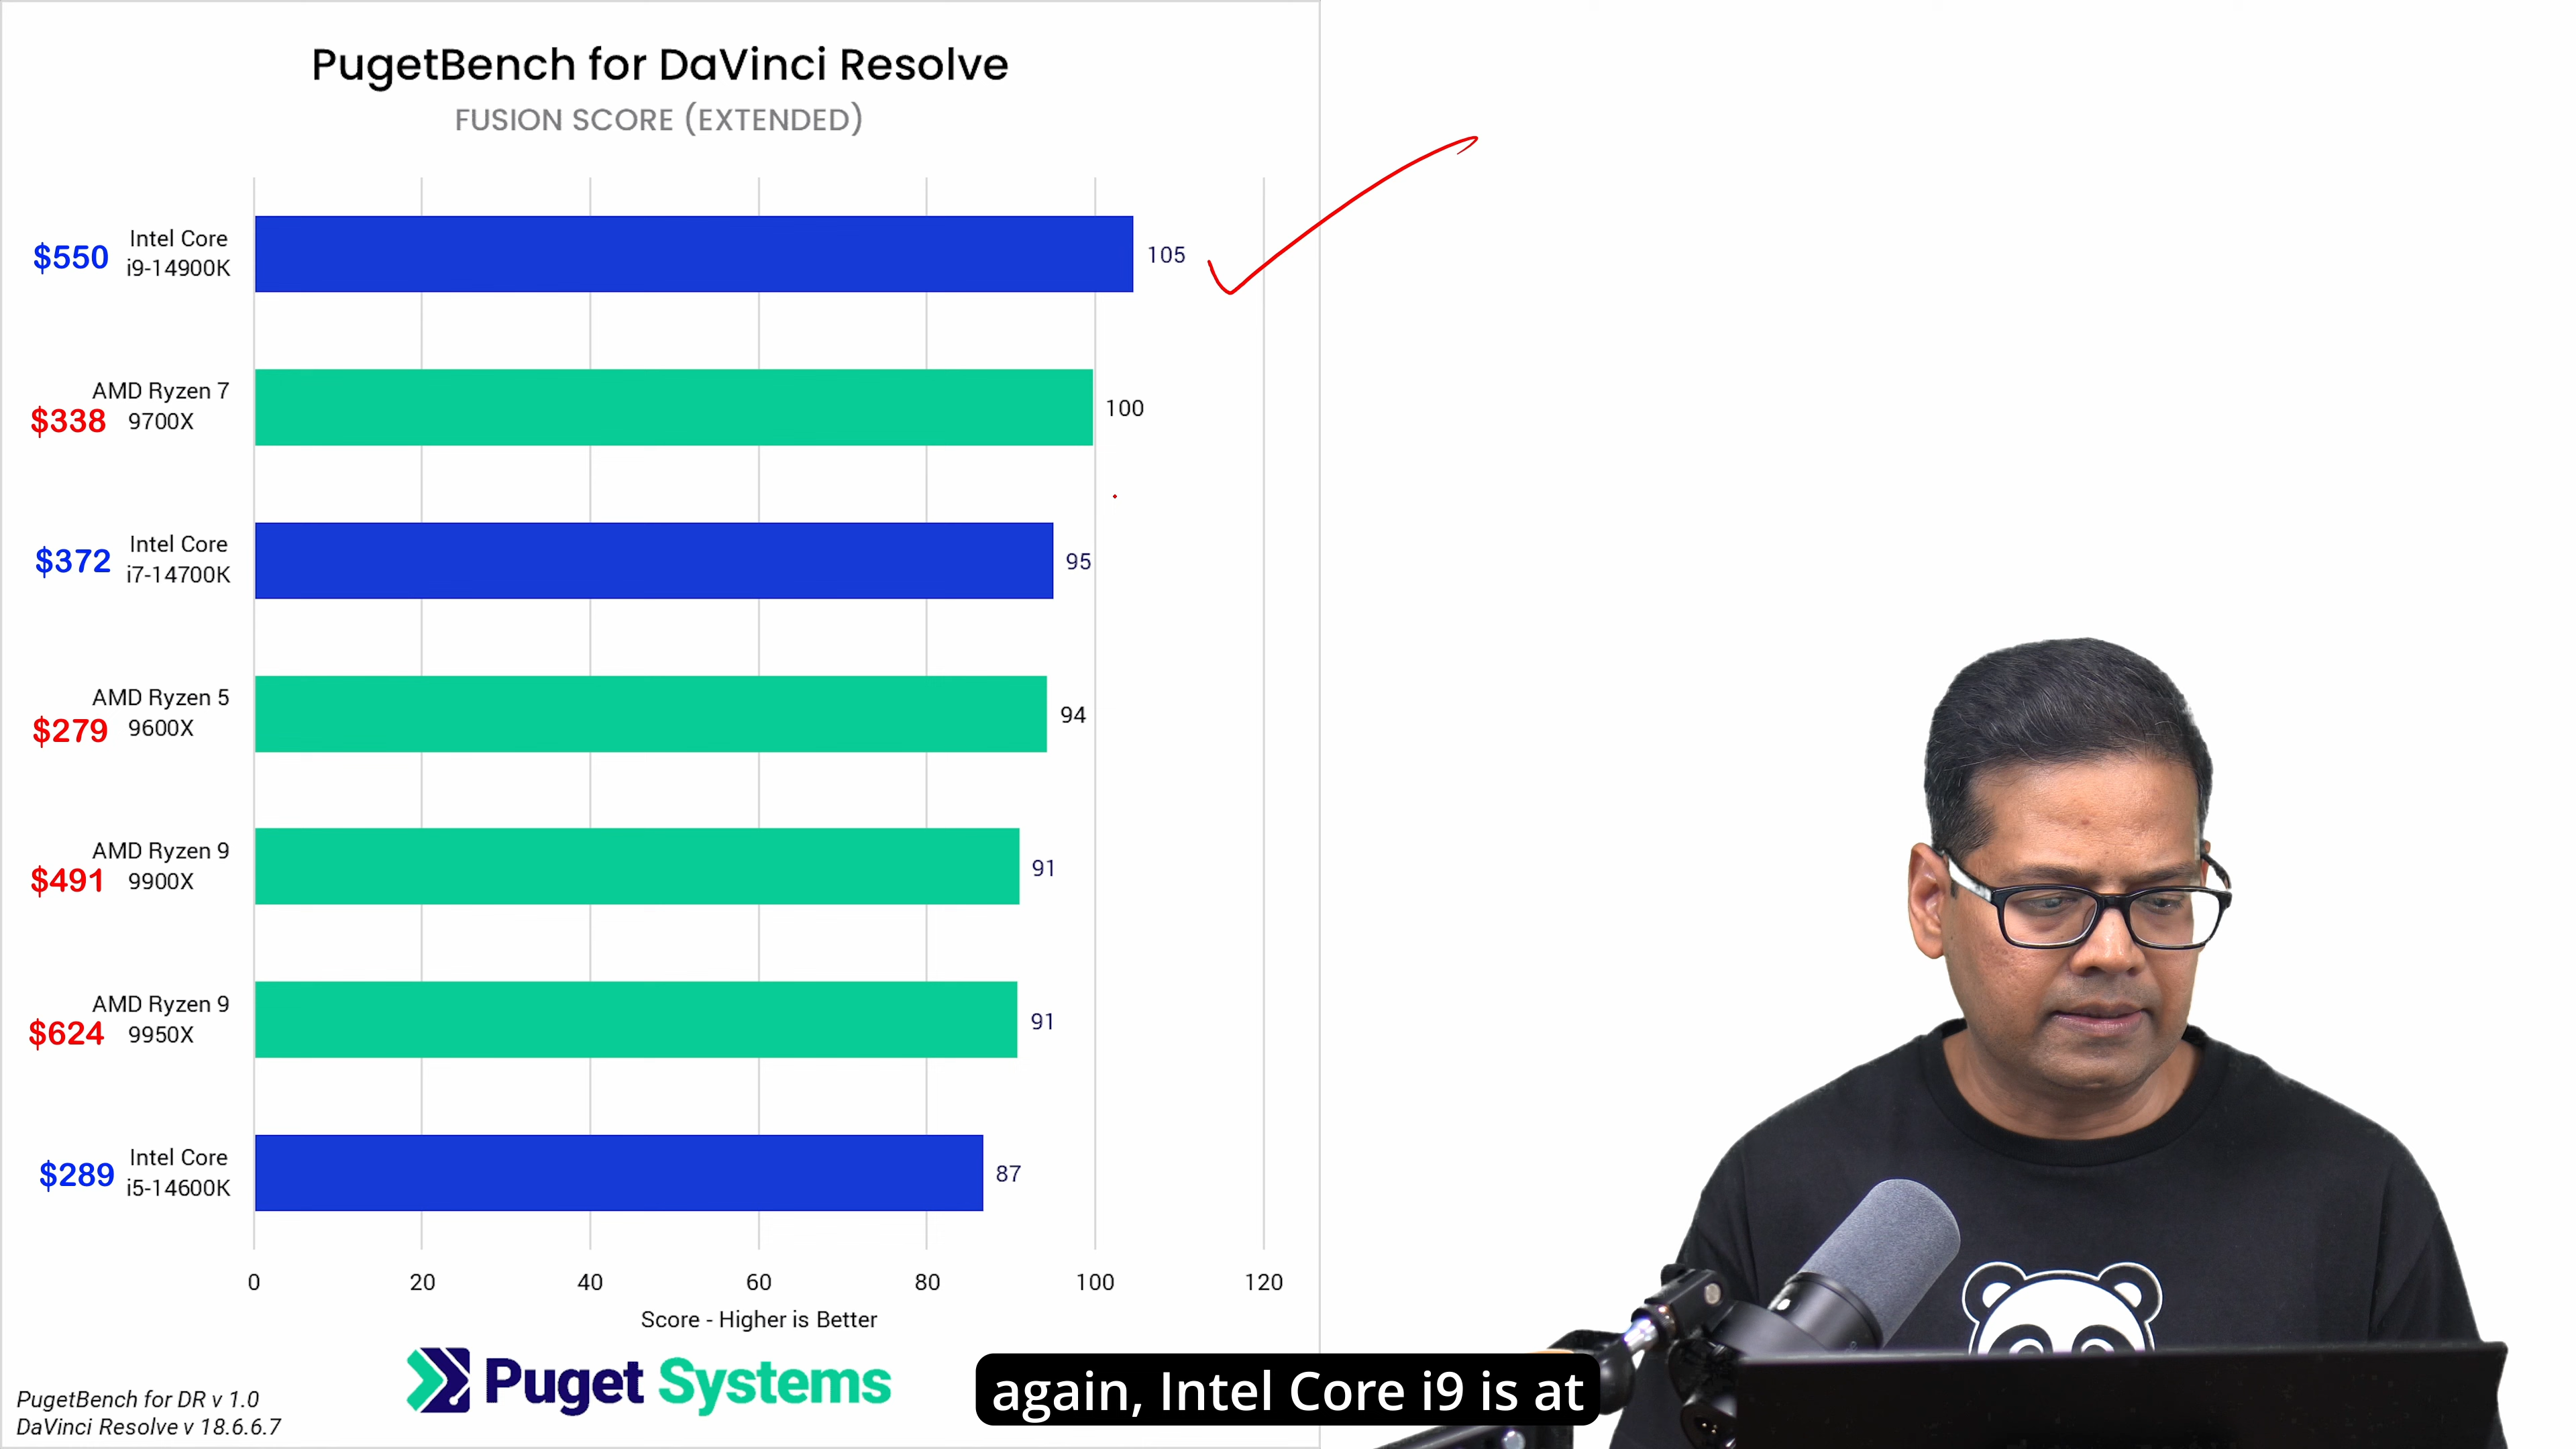 PugetBench for DaVinci Resolve
FUSION SCORE (EXTENDED)
$550
Intel Core
i9-14900K
105
AMD Ryzen 7
$338
9700X
100
$372
Intel Core
i7-14700K
95
AMD Ryzen 5
$279
9600X
94
AMD Ryzen 9
$491
9900X
91
AMD Ryzen 9
$624
9950X
91
$289
Intel Core
i5-14600K
87
0 20 40 60 80 100 120
Score - Higher is Better
Puget Systems
PugetBench for DR v 1.0
DaVinci Resolve v 18.6.6.7
again, Intel Core i9 is at